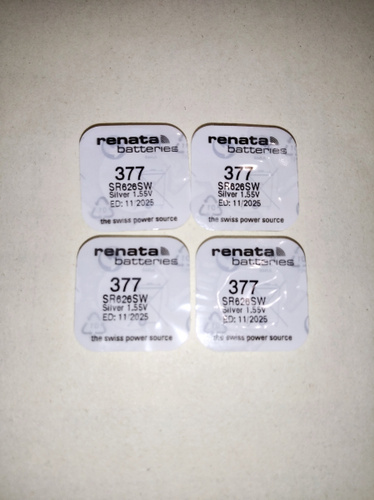 renata
batteries
377
SR626SW
Silver 1.55V
ED: 11/2025
the swiss power source
renata
batteries
377
SR626SW
Silver 1.55V
ED: 11/2025
the swiss power source
renata
batteries
377
SR626SW
Silver 1.55V
ED: 11/2025
the swiss power source
renata
batteries
377
SR626SW
Silver 1.55V
ED: 11/2025
the swiss power source